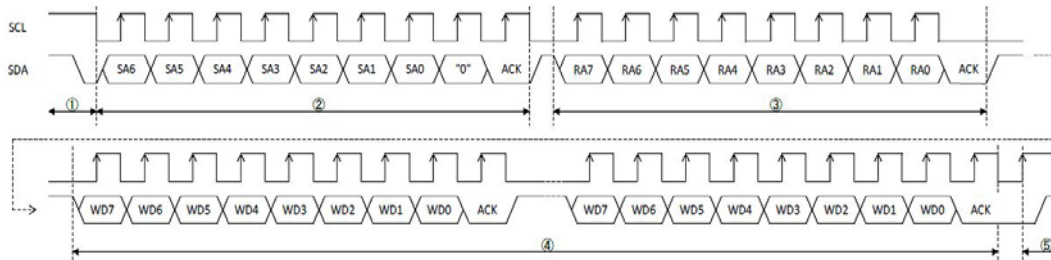 SCL
SDA SA6 SA5 SA4 SA3 SA2 SA1 SA0 "0" ACK RA7 RA6 RA5 RA4 RA3 RA2 RA1 RA0 ACK
① ② ③
WD7 WD6 WD5 WD4 WD3 WD2 WD1 WD0 ACK WD7 WD6 WD5 WD4 WD3 WD2 WD1 WD0 ACK
④ ⑤